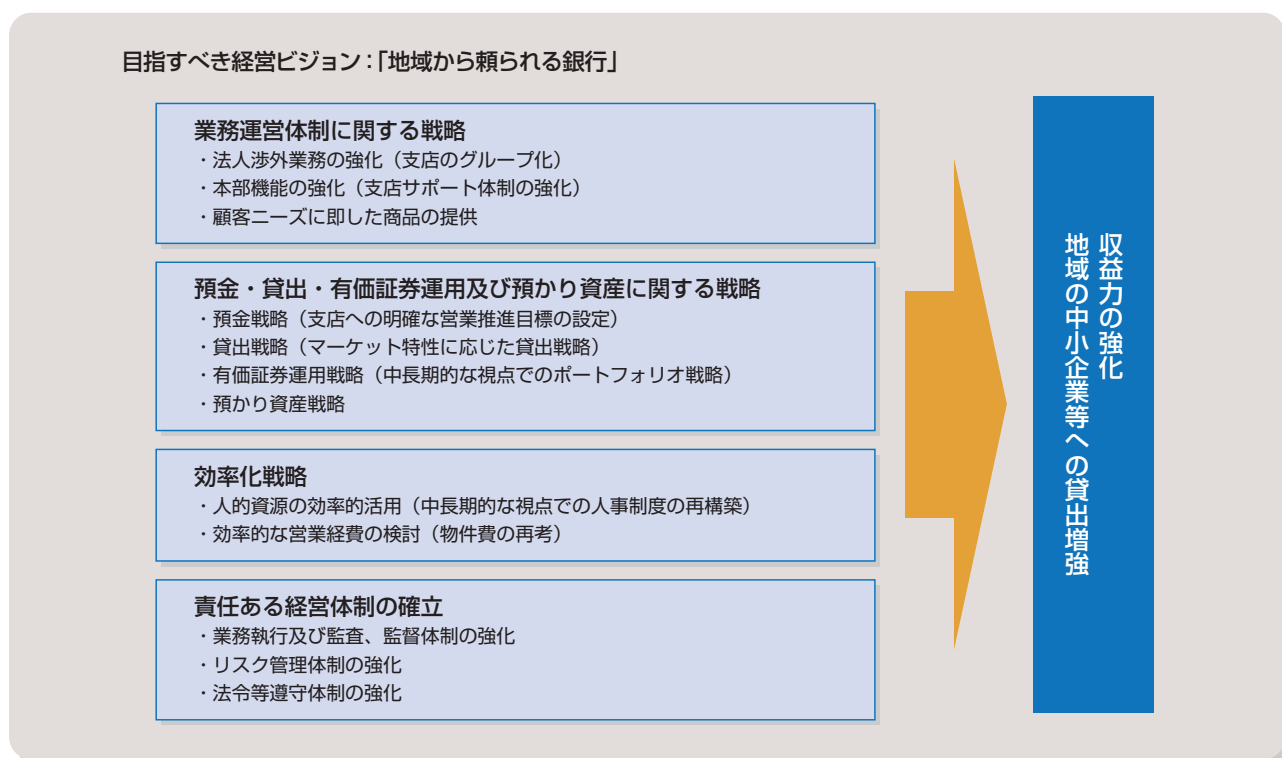 目指すべき経営ビジョン：「地域から頼られる銀行」
業務運営体制に関する戦略
・法人渉外業務の強化（支店のグループ化）
・本部機能の強化（支店サポート体制の強化）
・顧客ニーズに即した商品の提供
預金・貸出・有価証券運用及び預かり資産に関する戦略
・預金戦略（支店への明確な営業推進目標の設定）
・貸出戦略（マーケット特性に応じた貸出戦略）
・有価証券運用戦略（中長期的な視点でのポートフォリオ戦略）
・預かり資産戦略
効率化戦略
・人的資源の効率的活用（中長期的な視点での人事制度の再構築）
・効率的な営業経費の検討（物件費の再考）
責任ある経営体制の確立
・業務執行及び監査、監督体制の強化
・リスク管理体制の強化
・法令等遵守体制の強化
収益力の強化
地域の中小企業等への貸出増強